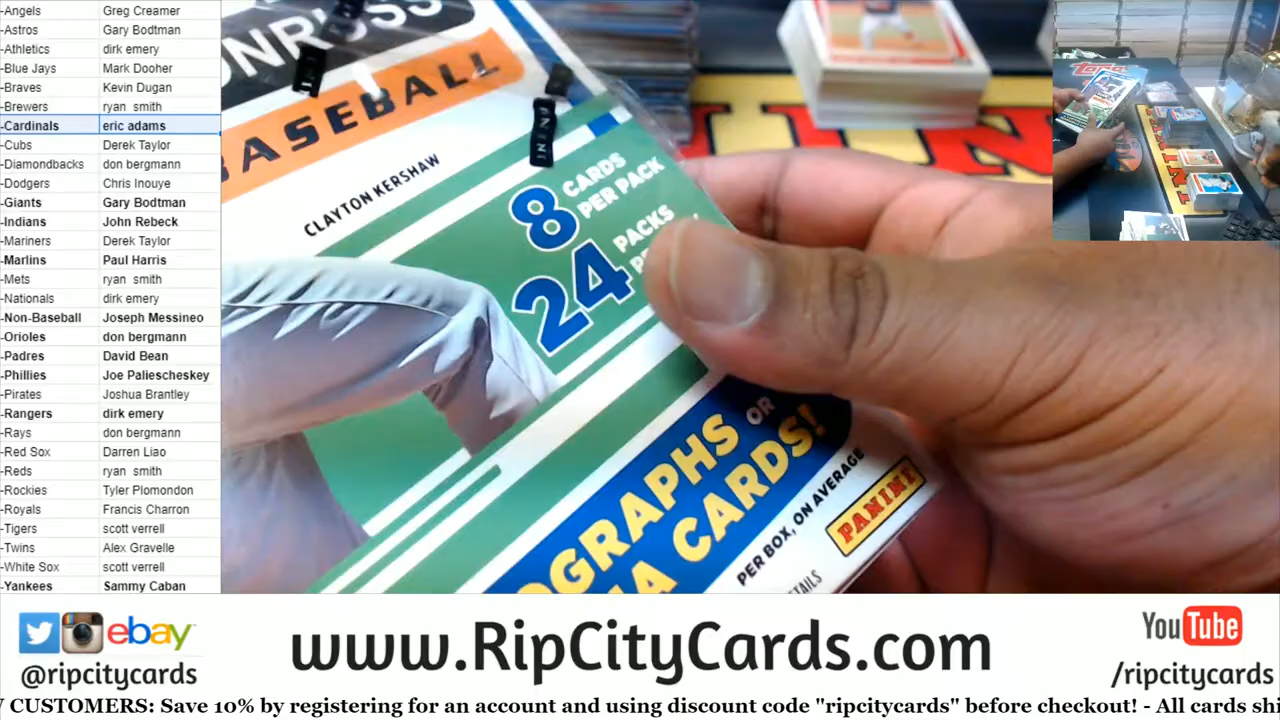 -Angels Greg Creamer
-Astros Gary Bodtman
-Athletics dirk emery
-Blue Jays Mark Dooher
-Braves Kevin Dugan
-Brewers ryan smith
-Cardinals eric adams
-Cubs Derek Taylor
-Diamondbacks don bergmann
-Dodgers Chris Inouye
-Giants Gary Bodtman
-Indians John Rebeck
-Mariners Derek Taylor
-Marlins Paul Harris
-Mets ryan smith
-Nationals dirk emery
-Non-Baseball Joseph Messineo
-Orioles don bergmann
-Padres David Bean
-Phillies Joe Paliescheskey
-Pirates Joshua Brantley
-Rangers dirk emery
-Rays don bergmann
-Red Sox Darren Liao
-Reds ryan smith
-Rockies Tyler Plomondon
-Royals Francis Charron
-Tigers scott verrell
-Twins Alex Gravelle
-White Sox scott verrell
-Yankees Sammy Caban
BASEBALL
CLAYTON KERSHAW
8 CARDS
PER PACK
24 PACKS
OR
CARDS!
PER BOX, ON AVERAGE
PANINI
PANINI
Topps
ebay
@ripcitycards
www.RipCityCards.com
YouTube
/ripcitycards
CUSTOMERS: Save 10% by registering for an account and using discount code "ripcitycards" before checkout! - All cards